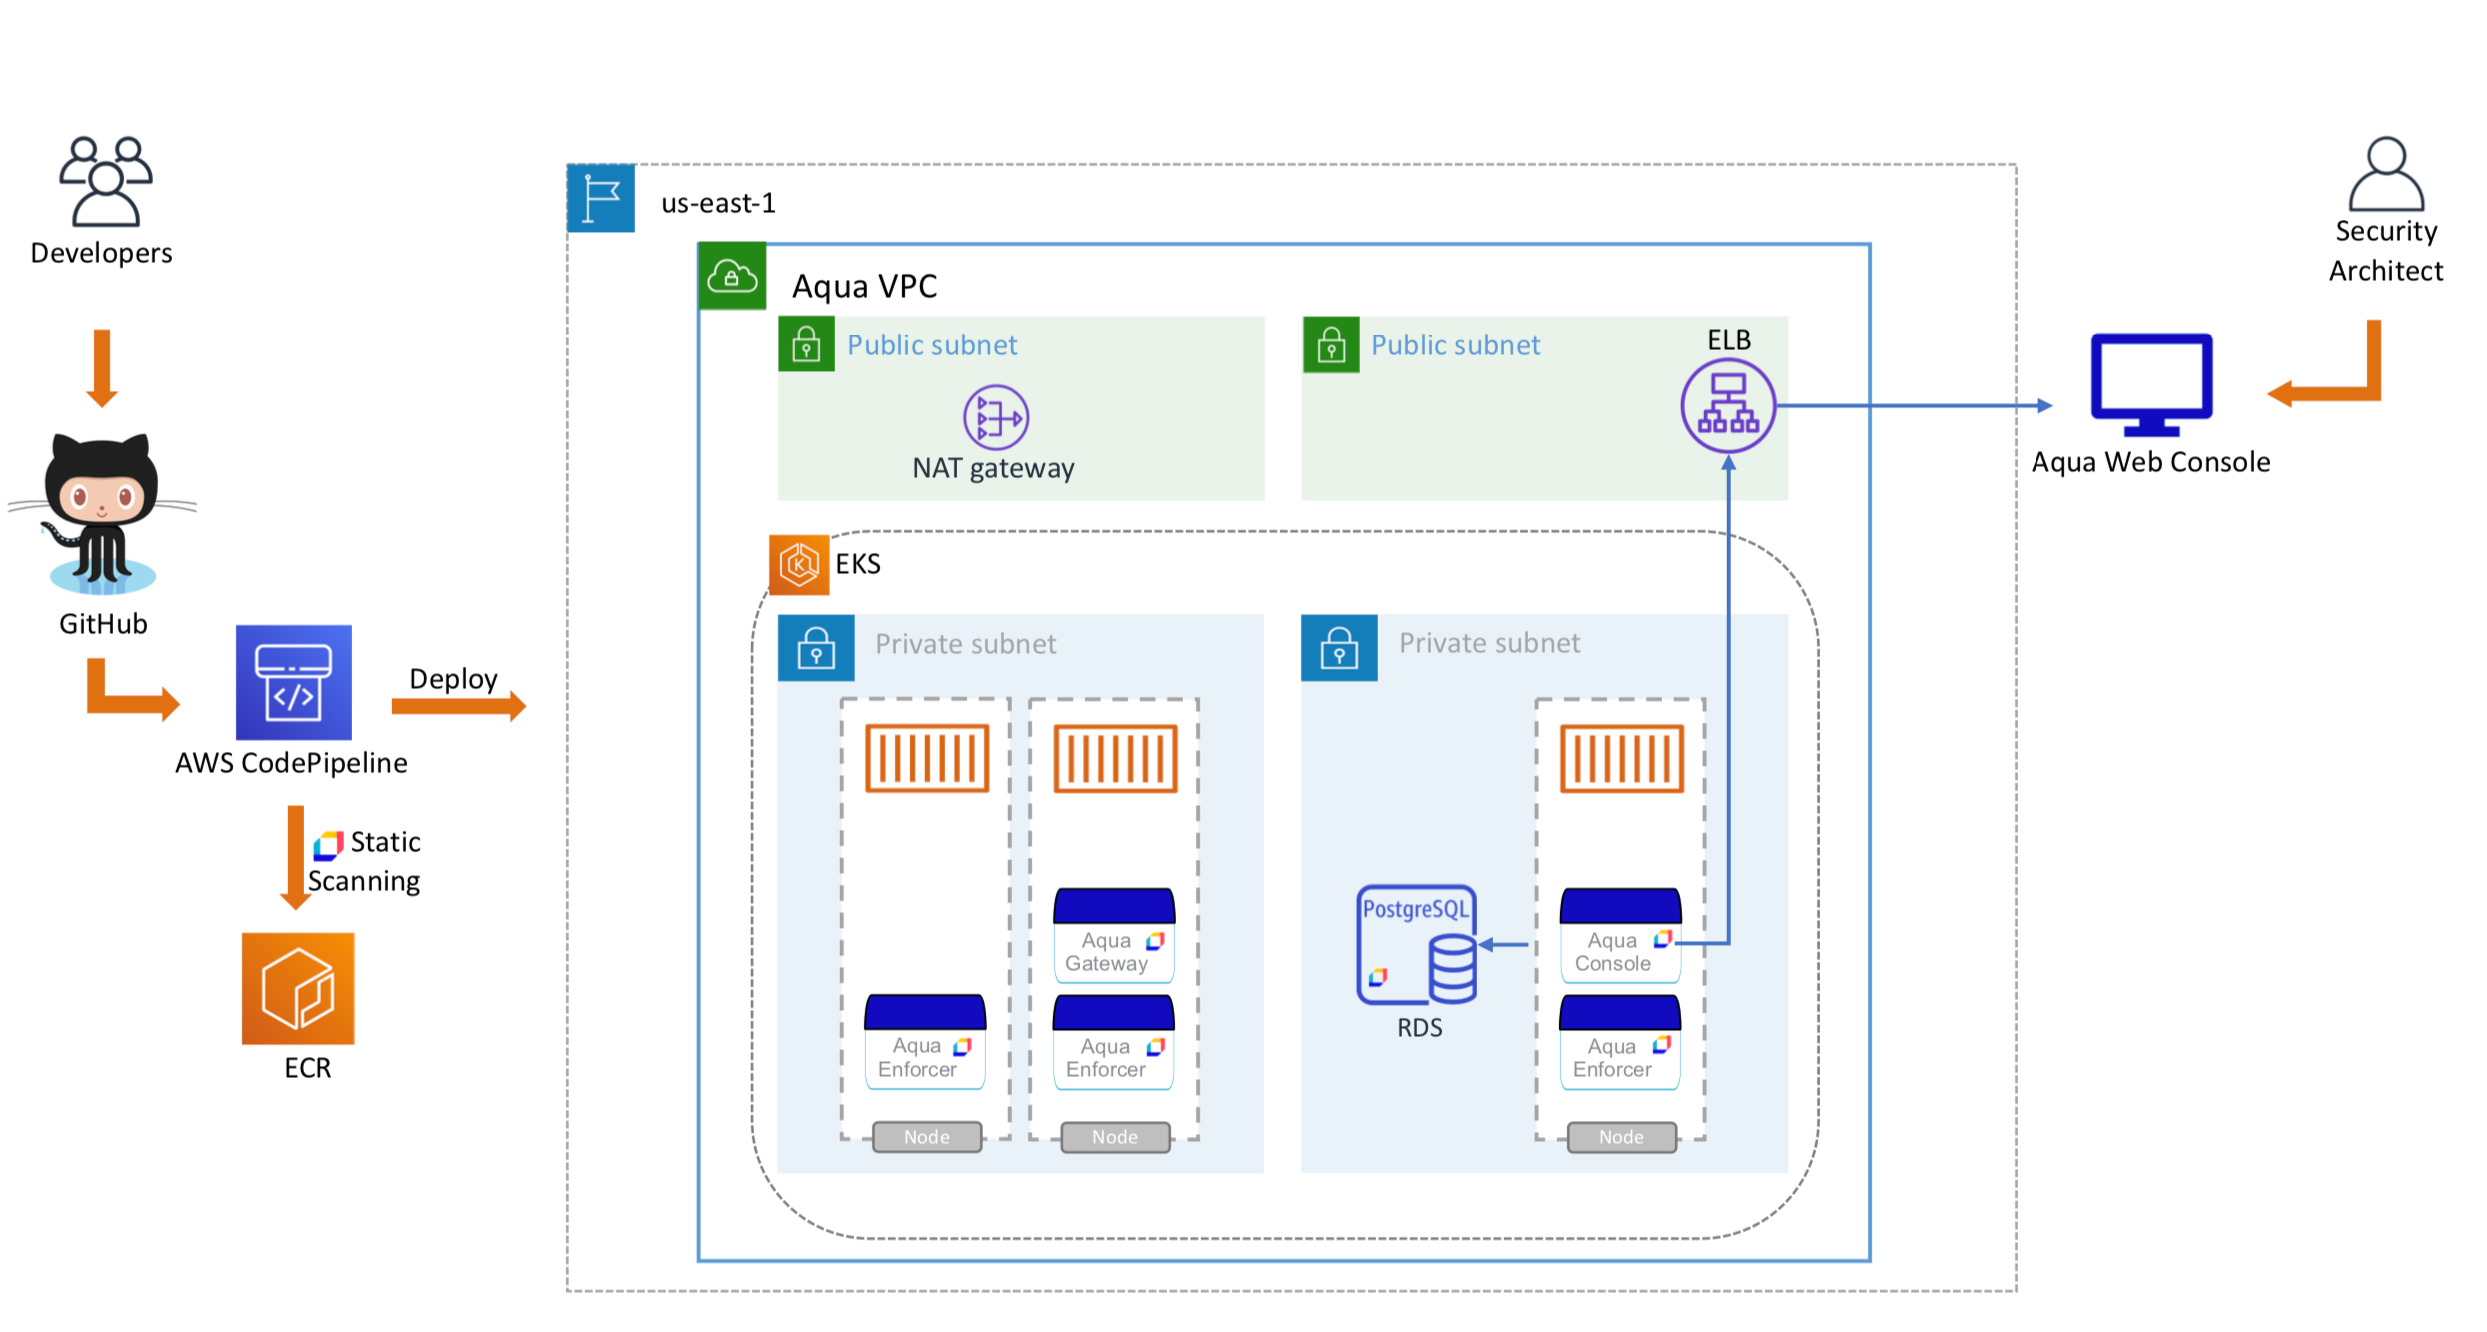 Developers
GitHub
AWS CodePipeline
Deploy
Static
Scanning
ECR
us-east-1
Aqua VPC
Public subnet
NAT gateway
Public subnet
ELB
EKS
Private subnet
Aqua
Enforcer
Node
Aqua
Gateway
Aqua
Enforcer
Node
Private subnet
PostgreSQL
RDS
Aqua
Console
Aqua
Enforcer
Node
Security
Architect
Aqua Web Console